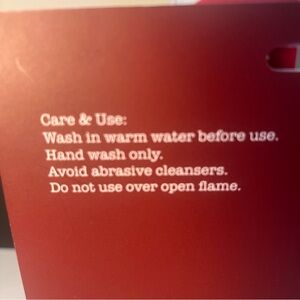 Care & Use:
Wash in warm water before use.
Hand wash only.
Avoid abrasive cleansers.
Do not use over open flame.